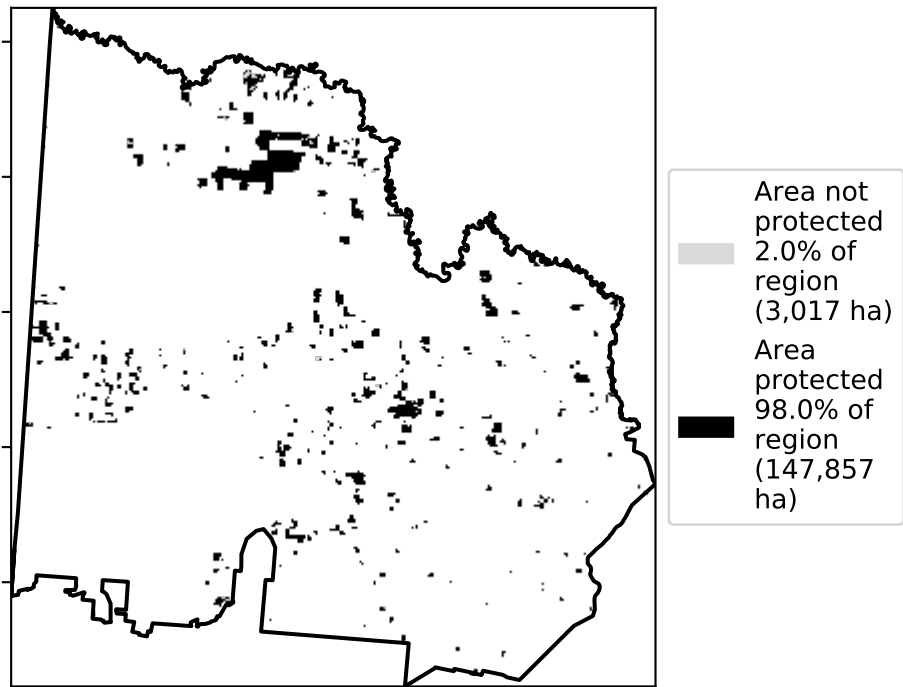 Area not
protected
2.0% of
region
(3,017 ha)
Area
protected
98.0% of
region
(147,857
ha)